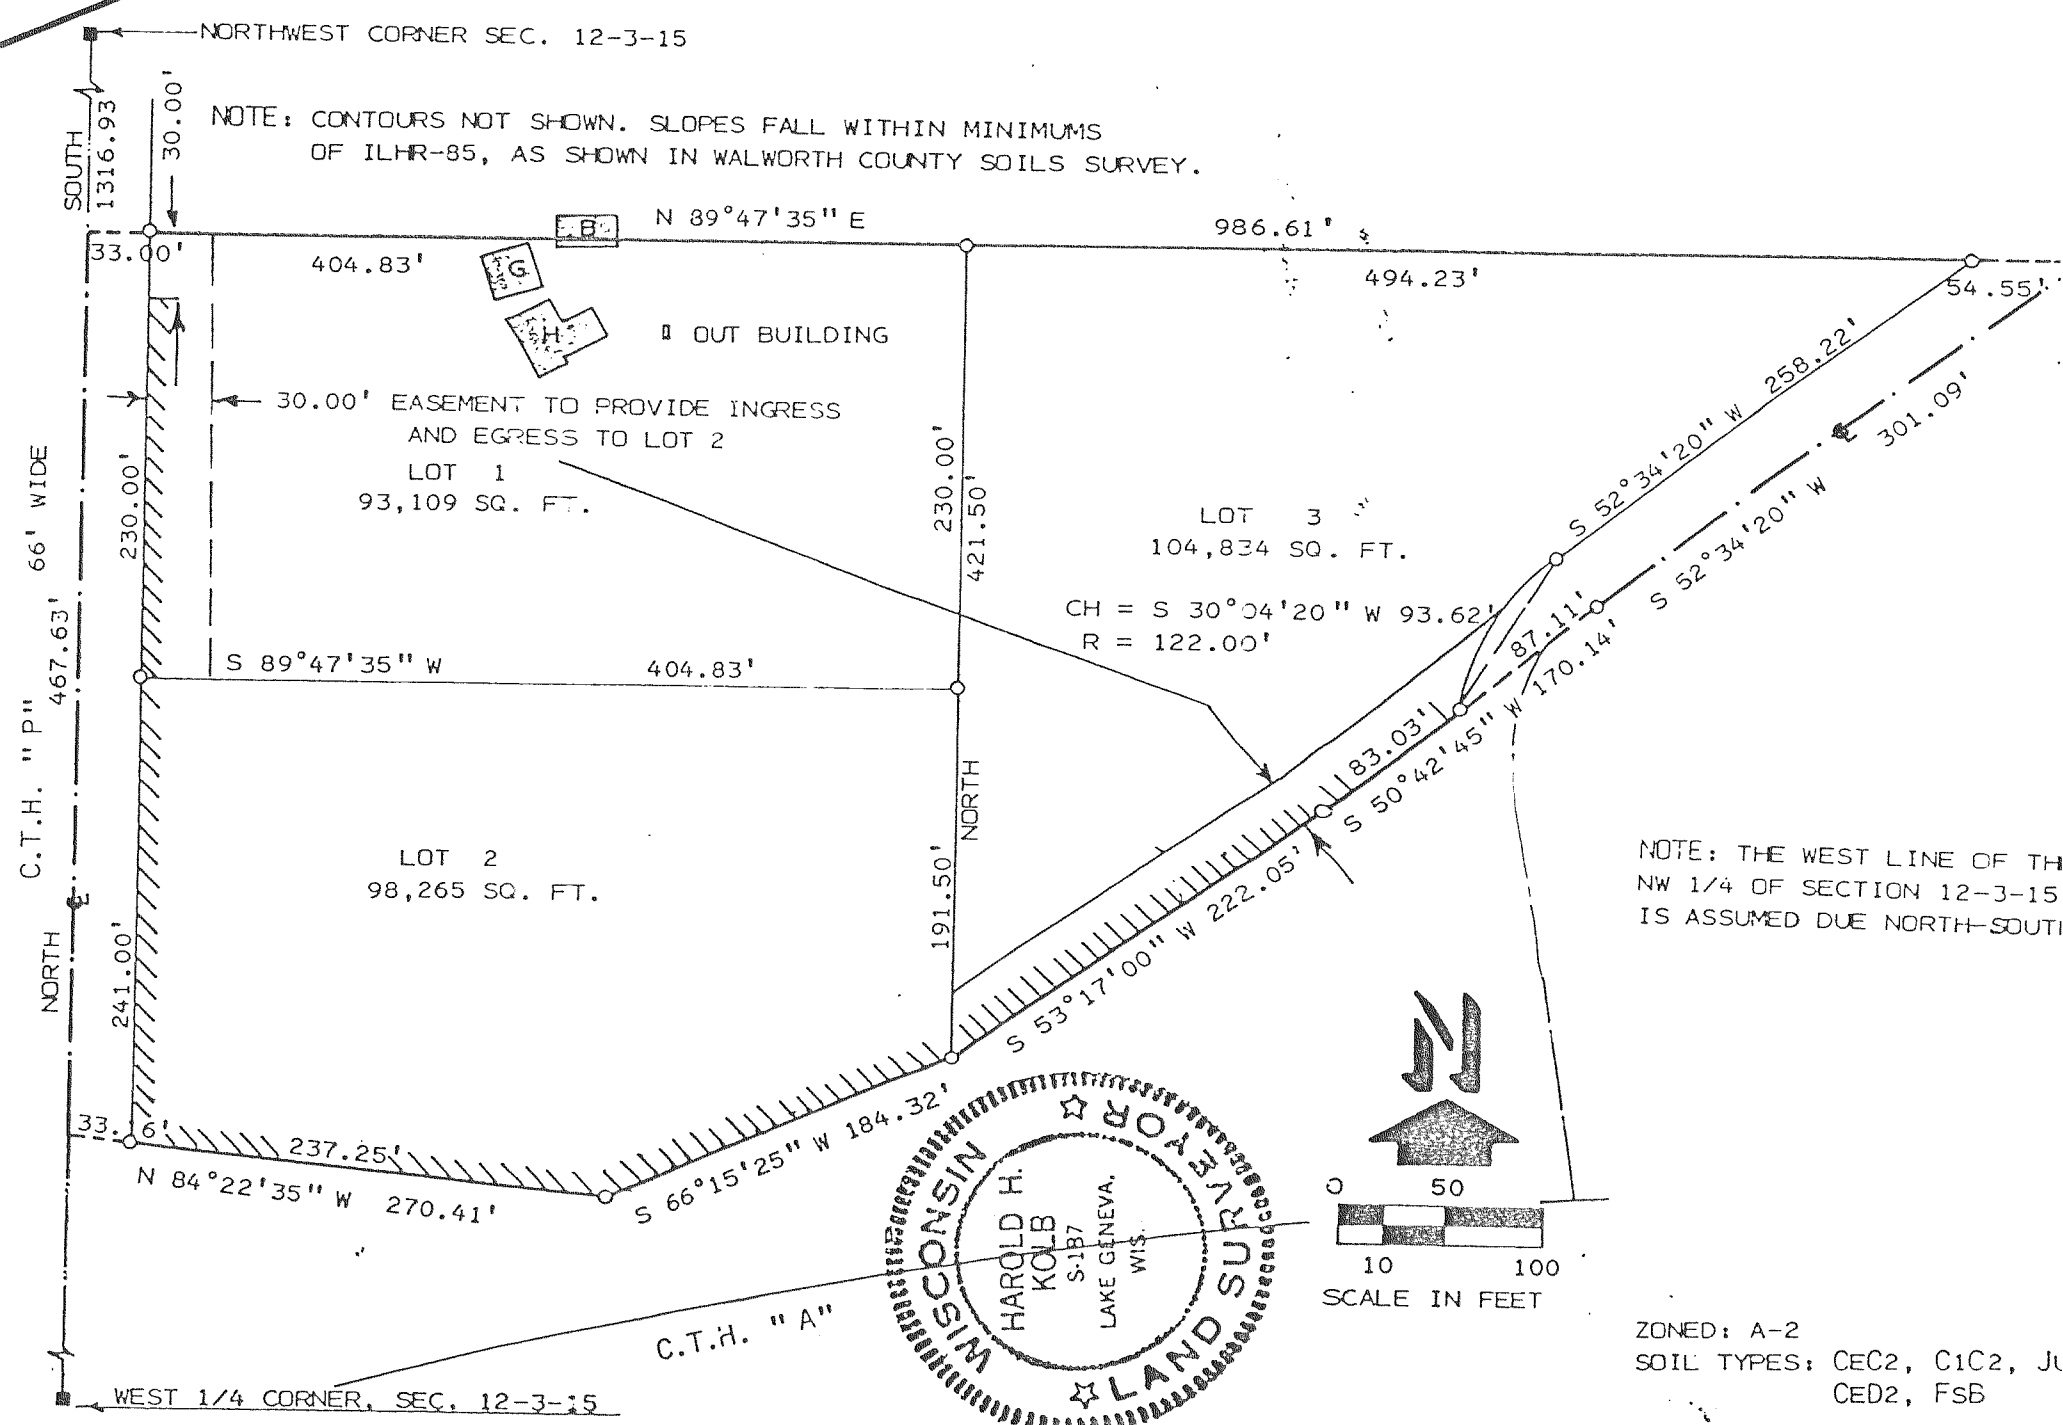 NORTHWEST CORNER SEC. 12-3-15
SOUTH
1316.93'
30.00'
NOTE: CONTOURS NOT SHOWN. SLOPES FALL WITHIN MINIMUMS
OF ILHR-85, AS SHOWN IN WALWORTH COUNTY SOILS SURVEY.
33.00'
404.83'
B
N 89°47'35" E
986.61'
494.23'
54.55'
G
H
OUT BUILDING
30.00' EASEMENT TO PROVIDE INGRESS
AND EGRESS TO LOT 2
LOT 1
93,109 SQ. FT.
230.00'
230.00'
421.50'
LOT 3
104,834 SQ. FT.
CH = S 30°04'20" W 93.62'
R = 122.00'
S 52°34'20" W 258.22'
301.09'
S 52°34'20" W
87.11'
S 50°42'45" W 170.14'
83.03'
C.T.H. "P" 66' WIDE
467.63'
S 89°47'35" W
404.83'
NORTH
191.50'
LOT 2
98,265 SQ. FT.
NORTH
241.00'
S 53°17'00" W 222.05'
NOTE: THE WEST LINE OF TH
NW 1/4 OF SECTION 12-3-15
IS ASSUMED DUE NORTH-SOUT
33. 6'
237.25'
N 84°22'35" W 270.41'
S 66°15'25" W 184.32'
WISCONSIN
LAND SURVEYOR
HAROLD H.
KOLB
S-187
LAKE GENEVA,
WIS.
N
0 50
10 100
SCALE IN FEET
C.T.H. "A"
WEST 1/4 CORNER, SEC. 12-3-15
ZONED: A-2
SOIL TYPES: CEC2, C1C2, JU
CED2, FSB